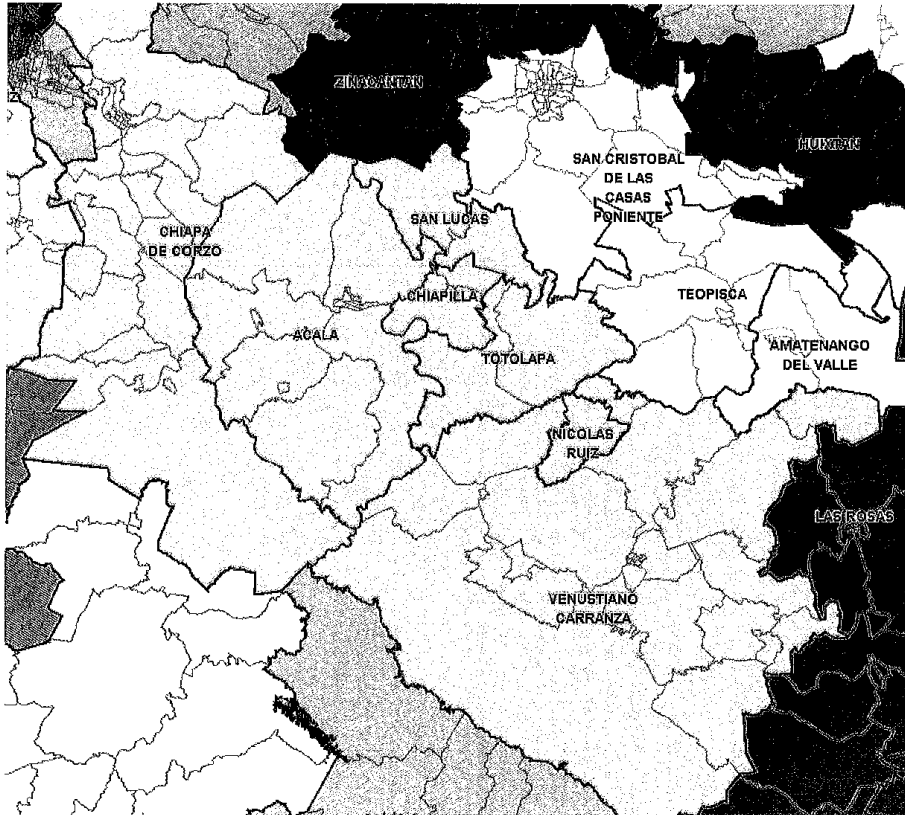 ZINACANTAN
HUIXTAN
SAN CRISTOBAL
DE LAS
CASAS
PONIENTE
SAN LUCAS
CHIAPA
DE CORZO
CHIAPILLA
TEOPISCA
ACALA
TOTOLAPA
AMATENANGO
DEL VALLE
NICOLAS
RUIZ
LAS ROSAS
VENUSTIANO
CARRANZA